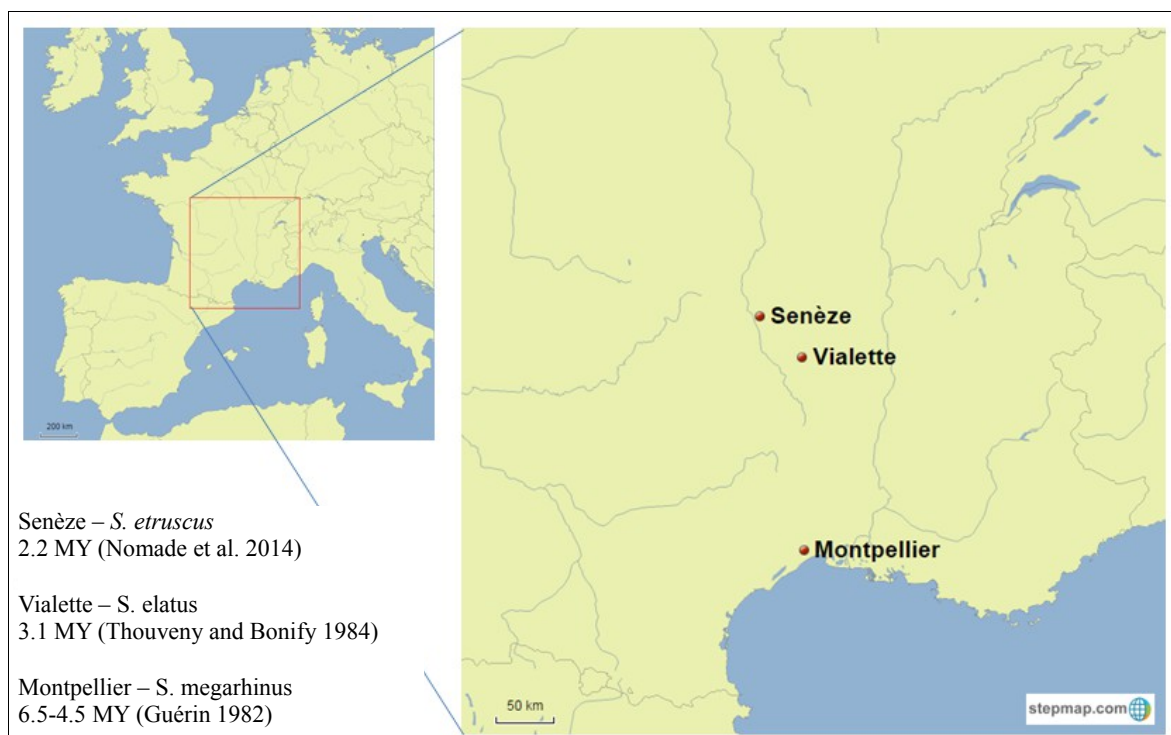 200 km
Senèze
Vialette
Montpellier
Senèze – S. etruscus
2.2 MY (Nomade et al. 2014)
Vialette – S. elatus
3.1 MY (Thouveny and Bonify 1984)
Montpellier – S. megarhinus
6.5-4.5 MY (Guérin 1982)
50 km
stepmap.com